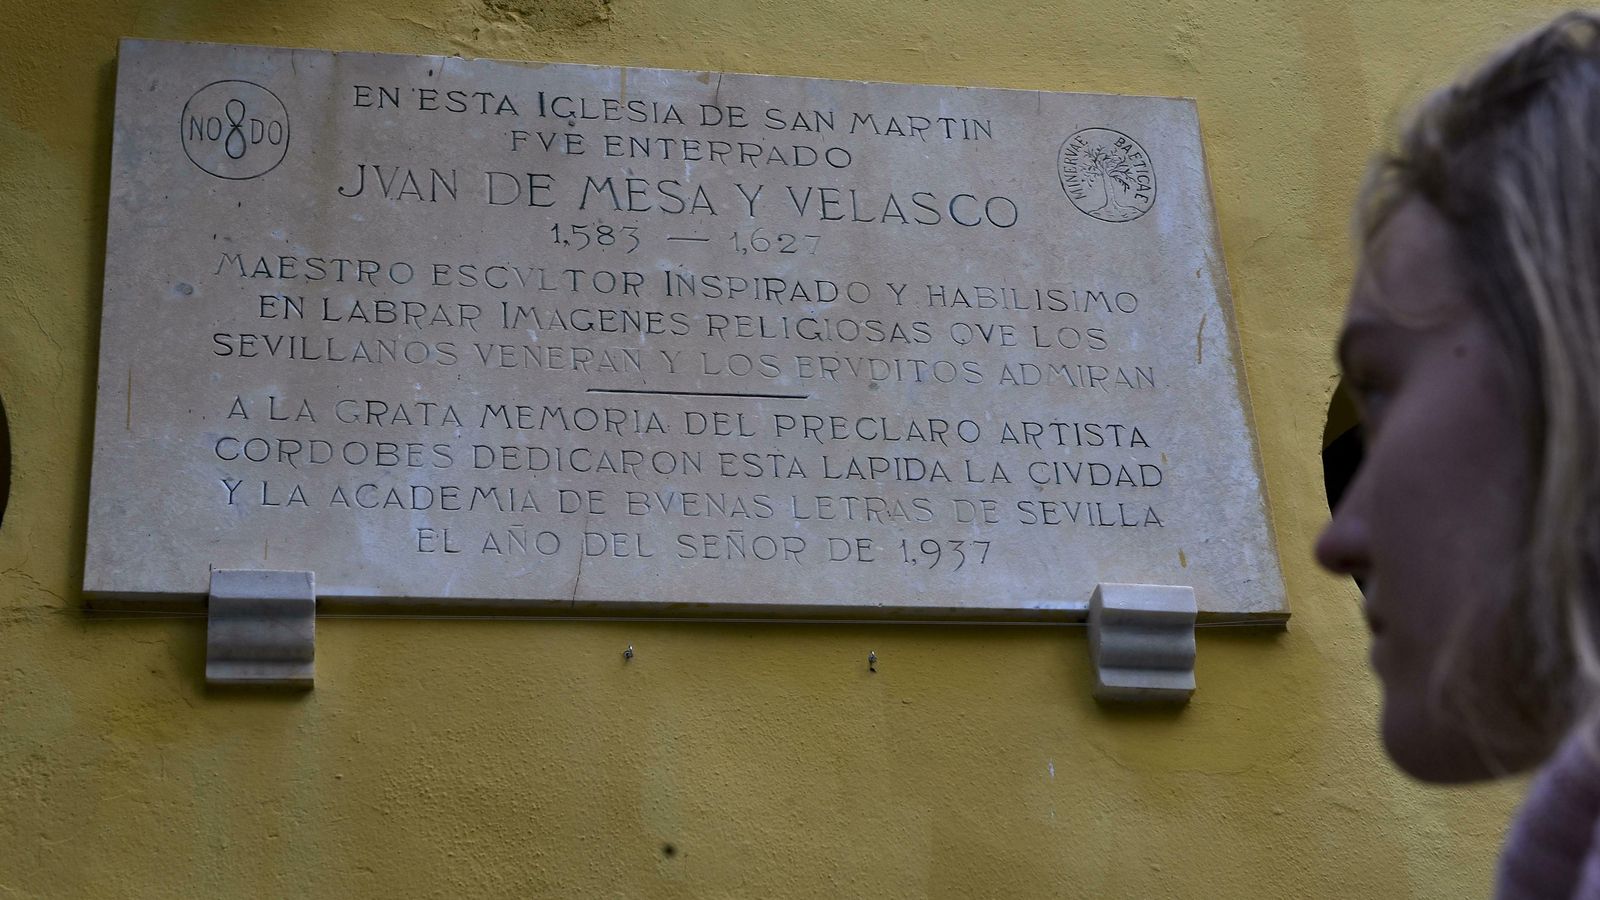 NO8DO
EN ESTA IGLESIA DE SAN MARTIN
FVE ENTERRADO
JVAN DE MESA Y VELASCO
1,583 — 1,627
MINERVAE BAETICAE
MAESTRO ESCVLTOR INSPIRADO Y HABILISIMO
EN LABRAR IMAGENES RELIGIOSAS QVE LOS
SEVILLANOS VENERAN Y LOS ERVDITOS ADMIRAN
A LA GRATA MEMORIA DEL PRECLARO ARTISTA
CORDOBES DEDICARON ESTA LAPIDA LA CIVDAD
Y LA ACADEMIA DE BVENAS LETRAS DE SEVILLA
EL AÑO DEL SEÑOR DE 1,937